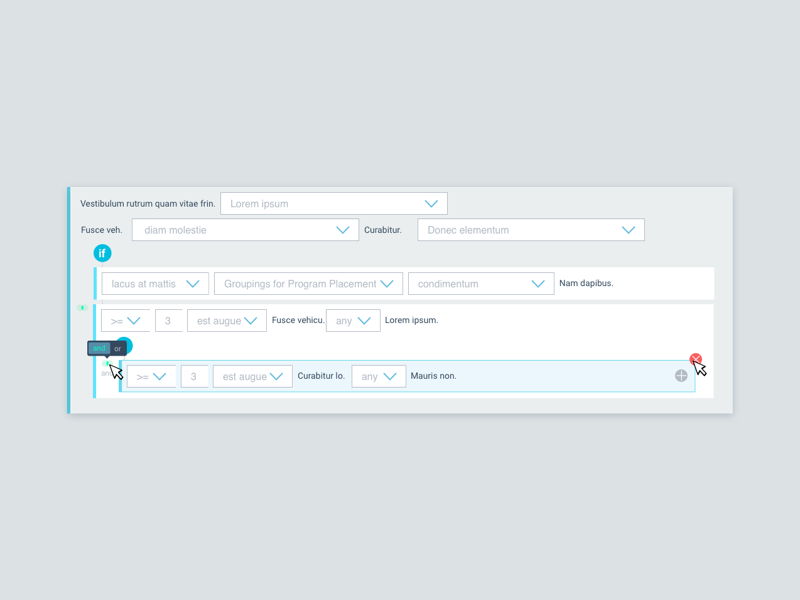 Vestibulum rutrum quam vitae frin. Lorem ipsum
Fusce veh. diam molestie Curabitur. Donec elementum
if
lacus at mattis Groupings for Program Placement condimentum Nam dapibus.
>= 3 est augue Fusce vehicu. any Lorem ipsum.
and or
and >= 3 est augue Curabitur lo. any Mauris non.